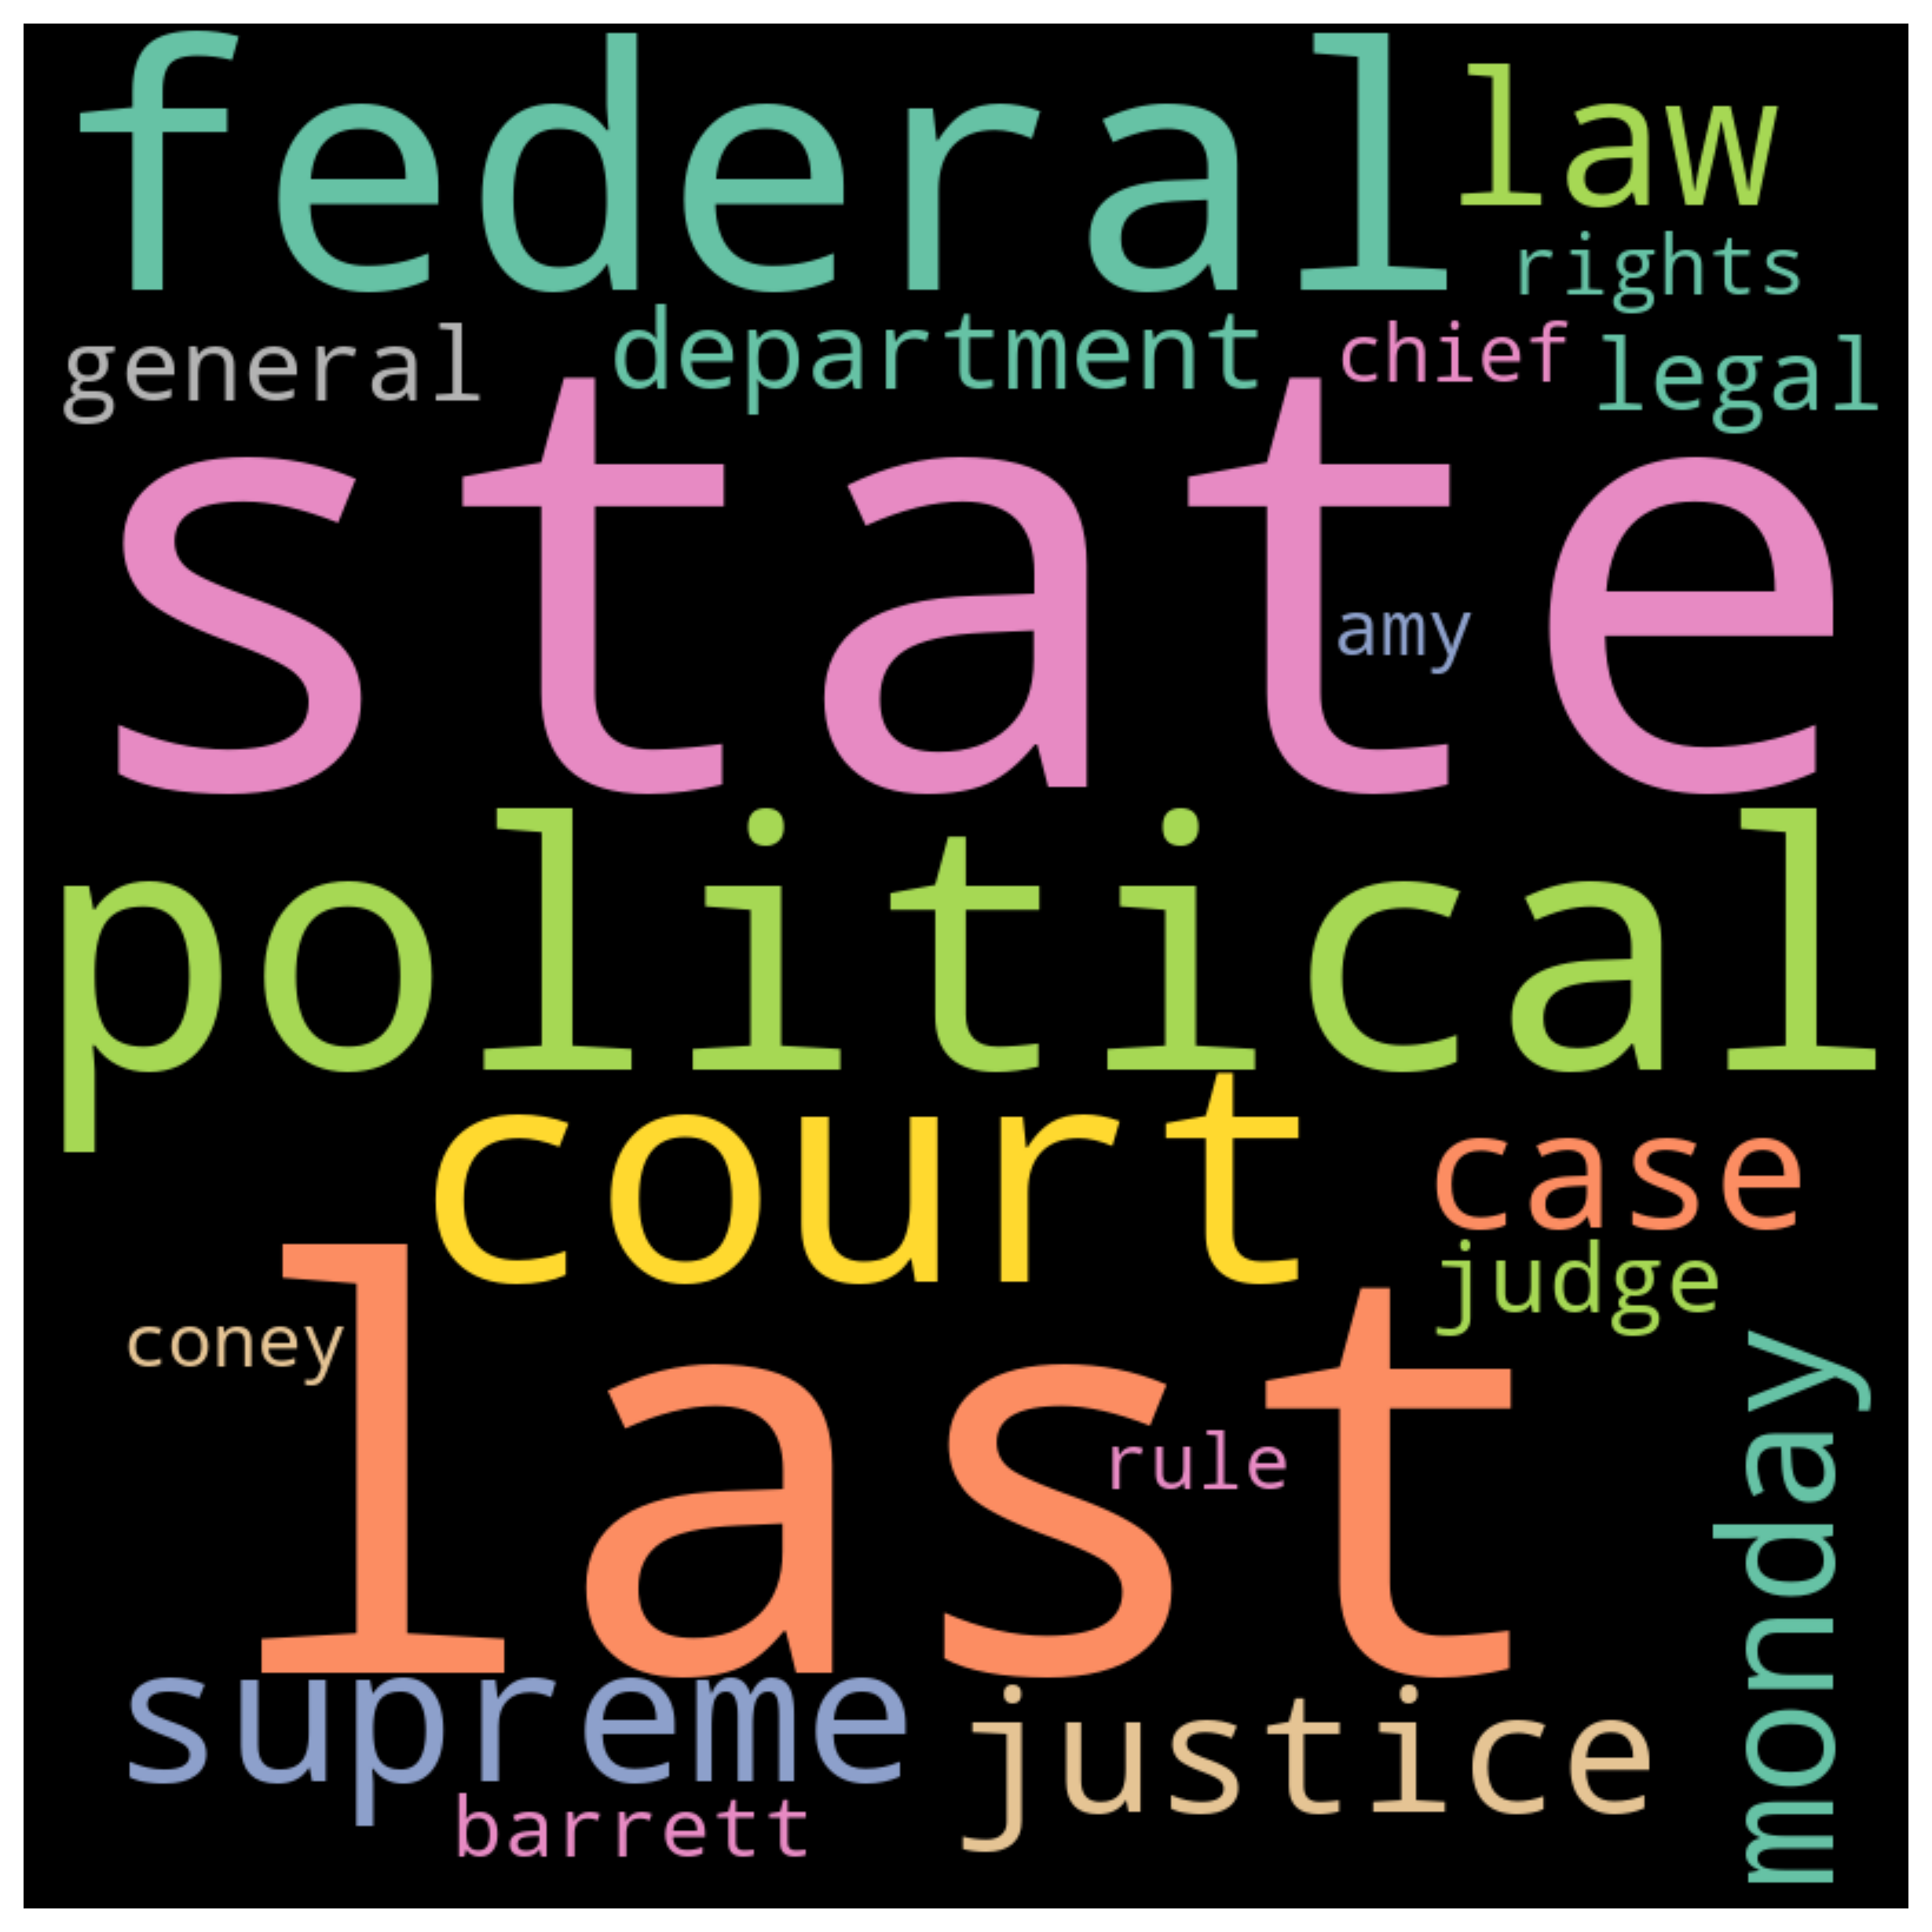 federal law
rights
general department chief legal
state
amy
political
court case
judge
coney
last
rule
monday
supreme justice
barrett